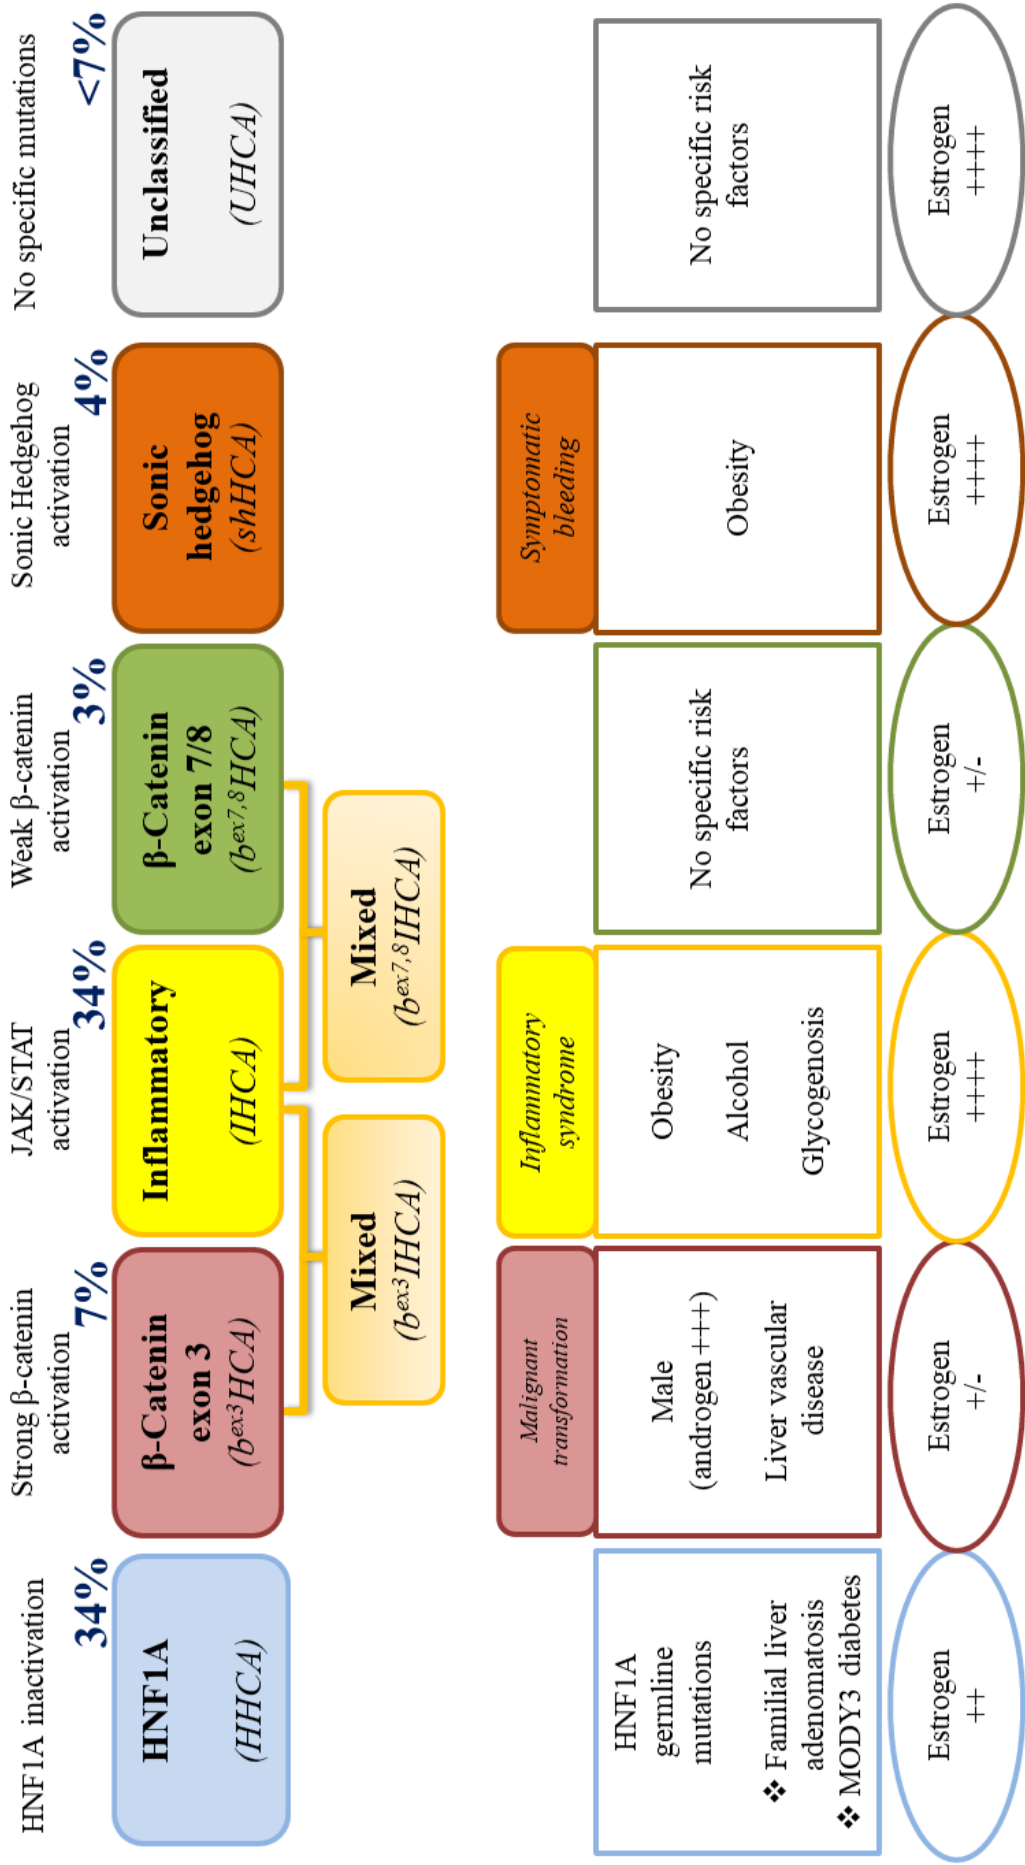 HNF1A inactivation
34%
HNF1A
(HHCA)
Strong β-catenin
activation
7%
β-Catenin
exon 3
(b^ex3HCA)
JAK/STAT
activation
34%
Inflammatory
(IHCA)
Weak β-catenin
activation
3%
β-Catenin
exon 7/8
(b^ex7,8HCA)
Sonic Hedgehog
activation
4%
Sonic
hedgehog
(shHCA)
No specific mutations
<7%
Unclassified
(UHCA)
Mixed
(b^ex3IHCA)
Mixed
(b^ex7,8IHCA)
Malignant
transformation
Inflammatory
syndrome
Symptomatic
bleeding
HNF1A
germline
mutations
❖ Familial liver
adenomatosis
❖ MODY3 diabetes
Male
(androgen +++)
Liver vascular
disease
Obesity
Alcohol
Glycogenosis
No specific risk
factors
Obesity
No specific risk
factors
Estrogen
++
Estrogen
+/-
Estrogen
++++
Estrogen
+/-
Estrogen
++++
Estrogen
++++